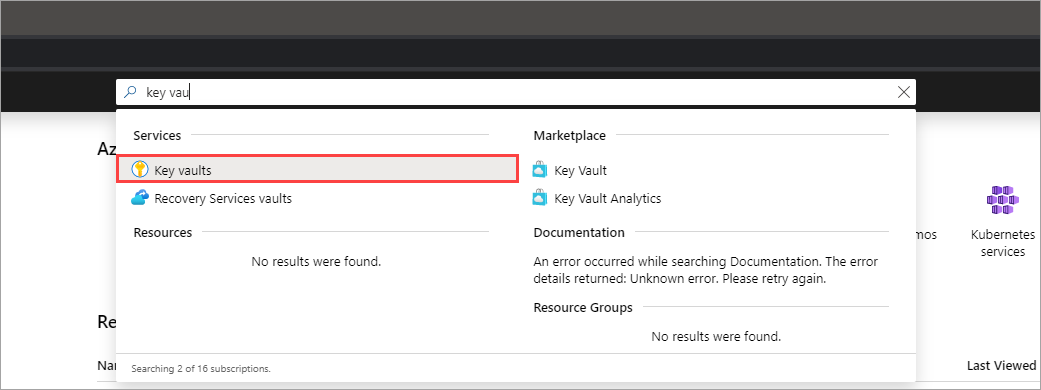 key vau
Az
Services
Key vaults
Recovery Services vaults
Resources
No results were found.
Marketplace
Key Vault
Key Vault Analytics
Documentation
An error occurred while searching Documentation. The error
details returned: Unknown error. Please retry again.
Resource Groups
No results were found.
mos
Kubernetes
services
Re
Nar
Last Viewed
Searching 2 of 16 subscriptions.